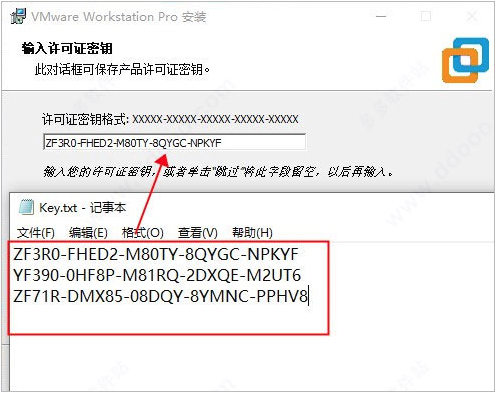 VMware Workstation Pro 安装
输入许可证密钥
此对话框可保存产品许可证密钥。
许可证密钥格式: XXXXX-XXXXX-XXXXX-XXXXX-XXXXX
ZF3R0-FHED2-M80TY-8QYGC-NPKYF
输入您的许可证密钥，或者单击"跳过"将此字段留空，以后再输入。
Key.txt - 记事本
文件(F) 编辑(E) 格式(O) 查看(V) 帮助(H)
ZF3R0-FHED2-M80TY-8QYGC-NPKYF
YF390-0HF8P-M81RQ-2DXQE-M2UT6
ZF71R-DMX85-08DQY-8YMNC-PPHV8